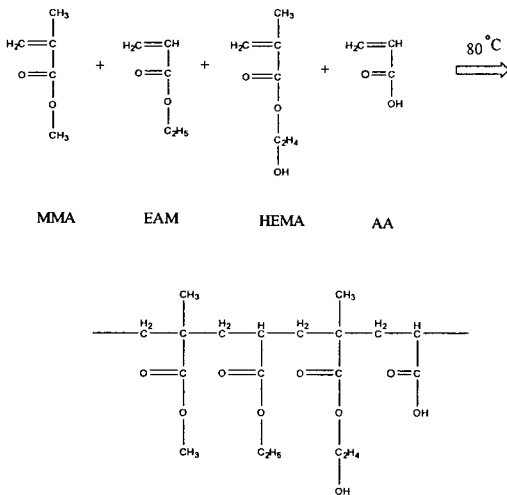 CH₃
H₂C C H₂C CH H₂C C H₂C CH 80°C
CH₃
O C + O C + O C + O C
O O O OH
CH₃ C₂H₅ C₂H₄
OH
MMA EAM HEMA AA
CH₃ CH₃
H₂ H H₂ H₂ H
C C C C C C C C
O C O C O C O C
O O O OH
CH₃ C₂H₅ C₂H₄
OH